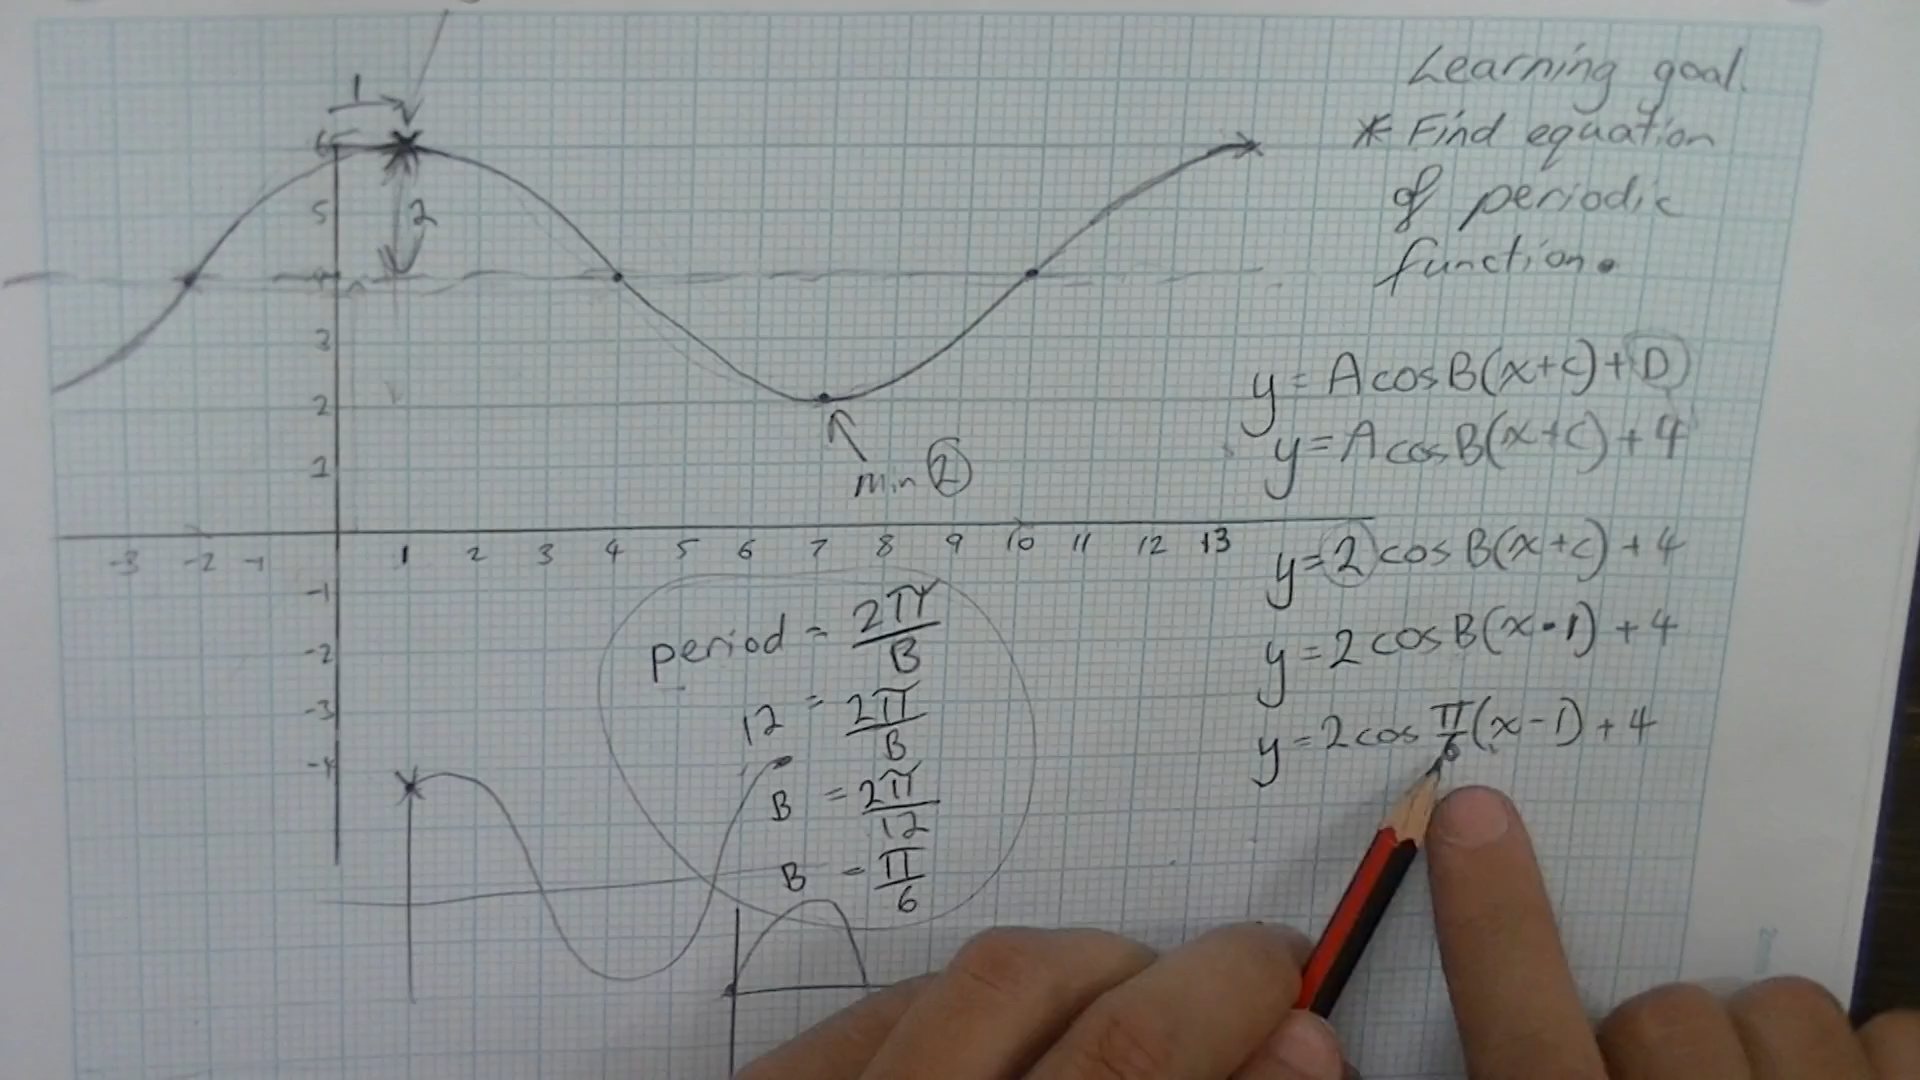 Learning goal.
* Find equation
of periodic
function.
1
6
5
2
4
3
2
1
min 2
-3 -2 -1 1 2 3 4 5 6 7 8 9 10 11 12 13
-1
-2
-3
-4
period = 2π/B
12 = 2π/B
B = 2π/12
B = π/6
y = A cos B(x+c) + D
y = A cos B(x+c) + 4
y = 2 cos B(x+c) + 4
y = 2 cos B(x-1) + 4
y = 2 cos π/6 (x-1) + 4